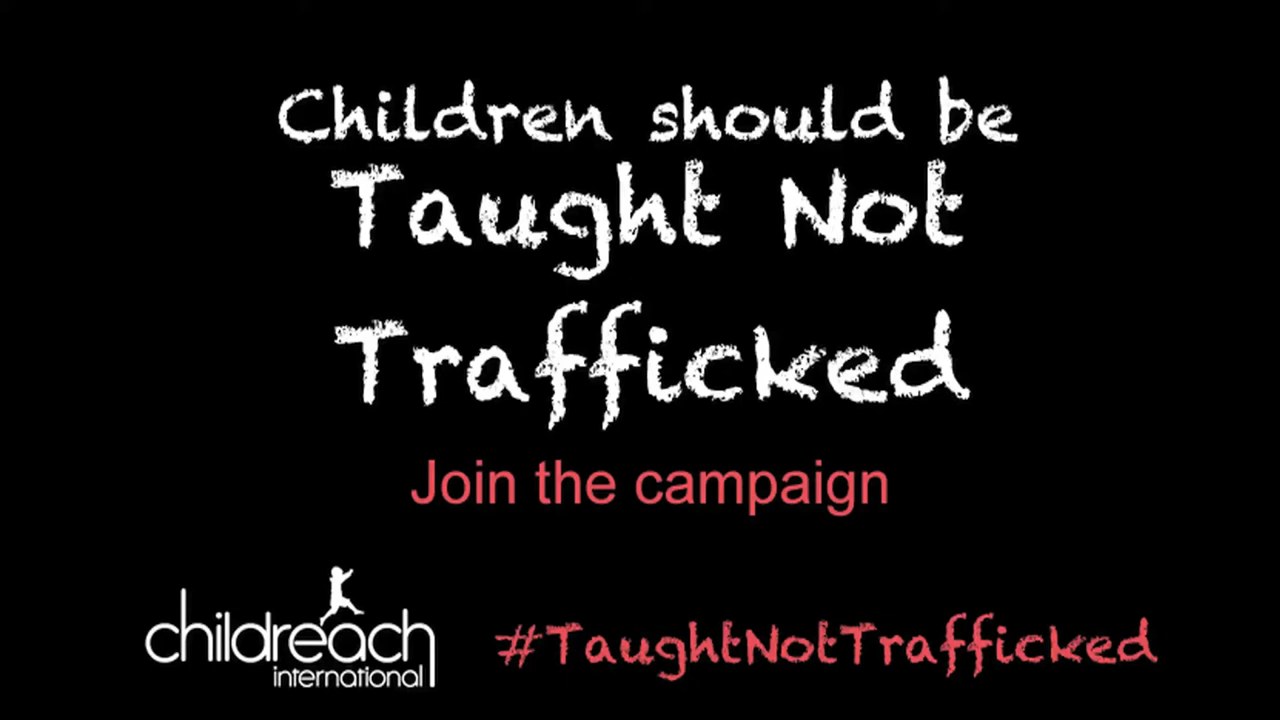 Children should be
Taught Not
Trafficked
Join the campaign
childreach
international
#TaughtNotTrafficked